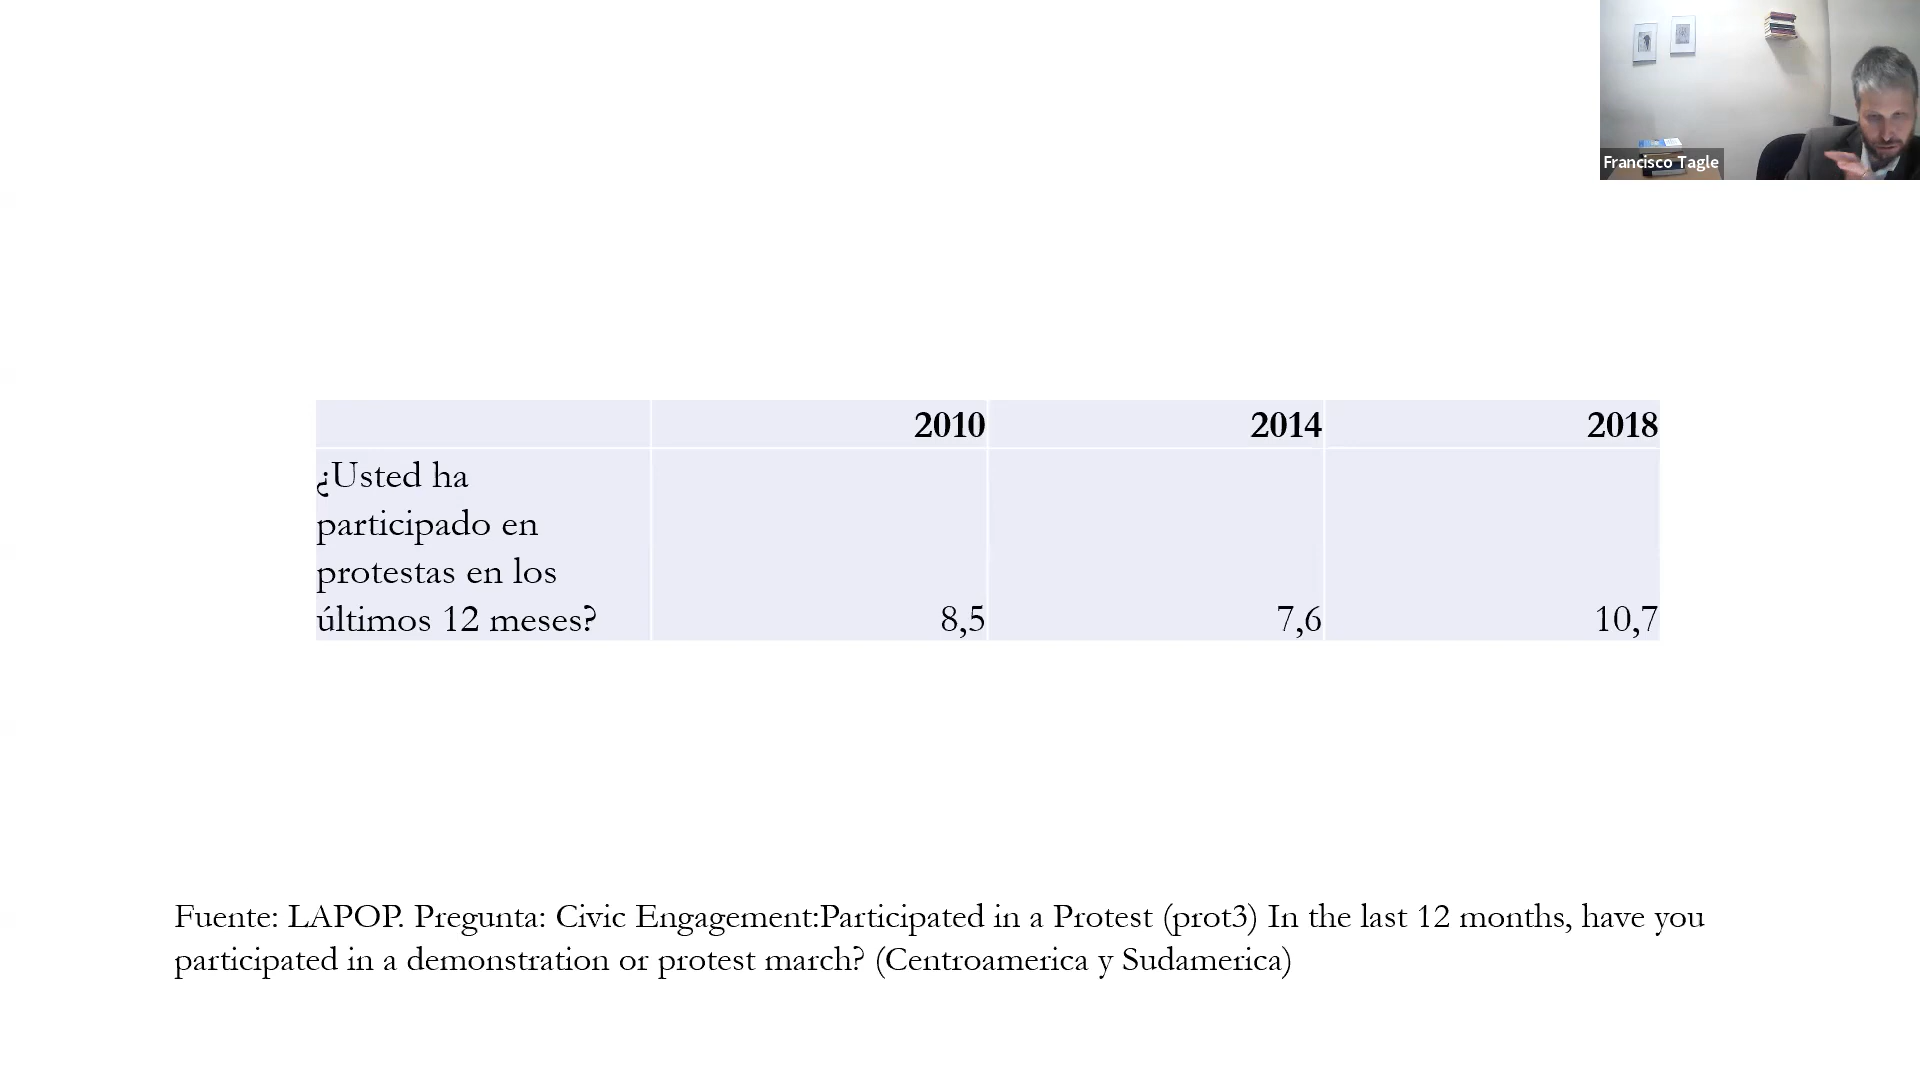 Francisco Tagle
2010 2014 2018
¿Usted ha
participado en
protestas en los
últimos 12 meses? 8,5 7,6 10,7
Fuente: LAPOP. Pregunta: Civic Engagement:Participated in a Protest (prot3) In the last 12 months, have you
participated in a demonstration or protest march? (Centroamerica y Sudamerica)